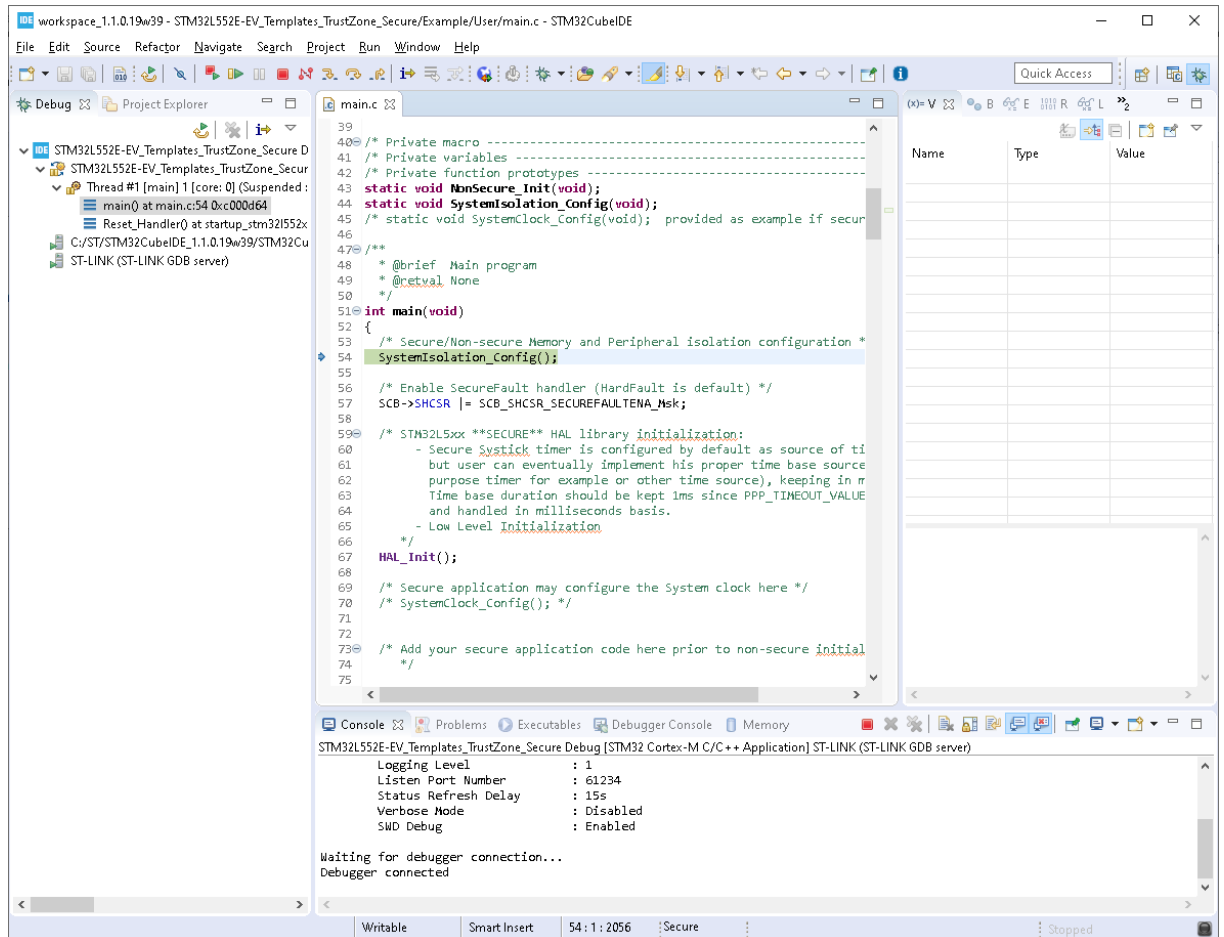 workspace_1.1.0.19w39 - STM32L552E-EV_Templates_TrustZone_Secure/Example/User/main.c - STM32CubeIDE
File Edit Source Refactor Navigate Search Project Run Window Help
Quick Access
Debug Project Explorer
STM32L552E-EV_Templates_TrustZone_Secure D
STM32L552E-EV_Templates_TrustZone_Secur
Thread #1 [main] 1 [core: 0] (Suspended :
main() at main.c:54 0xc000d64
Reset_Handler() at startup_stm32l552x
C:/ST/STM32CubeIDE_1.1.0.19w39/STM32Cu
ST-LINK (ST-LINK GDB server)
main.c
39
40 /* Private macro -----------------------------------------------------
41 /* Private variables -------------------------------------------------
42 /* Private function prototypes ---------------------------------------
43 static void NonSecure_Init(void);
44 static void SystemIsolation_Config(void);
45 /* static void SystemClock_Config(void);  provided as example if secur
46
47 /**
48   * @brief  Main program
49   * @retval None
50   */
51 int main(void)
52 {
53   /* Secure/Non-secure Memory and Peripheral isolation configuration *
54   SystemIsolation_Config();
55
56   /* Enable SecureFault handler (HardFault is default) */
57   SCB->SHCSR |= SCB_SHCSR_SECUREFAULTENA_Msk;
58
59   /* STM32L5xx **SECURE** HAL library initialization:
60        - Secure Systick timer is configured by default as source of ti
61          but user can eventually implement his proper time base source
62          purpose timer for example or other time source), keeping in m
63          Time base duration should be kept 1ms since PPP_TIMEOUT_VALUE
64          and handled in milliseconds basis.
65        - Low Level Initialization
66      */
67   HAL_Init();
68
69   /* Secure application may configure the System clock here */
70   /* SystemClock_Config(); */
71
72
73   /* Add your secure application code here prior to non-secure initial
74      */
75
(x)= V B E R L »2
Name Type Value
Console Problems Executables Debugger Console Memory
STM32L552E-EV_Templates_TrustZone_Secure Debug [STM32 Cortex-M C/C++ Application] ST-LINK (ST-LINK GDB server)
Logging Level : 1
Listen Port Number : 61234
Status Refresh Delay : 15s
Verbose Mode : Disabled
SWD Debug : Enabled
Waiting for debugger connection...
Debugger connected
Writable Smart Insert 54 : 1 : 2056 Secure Stopped